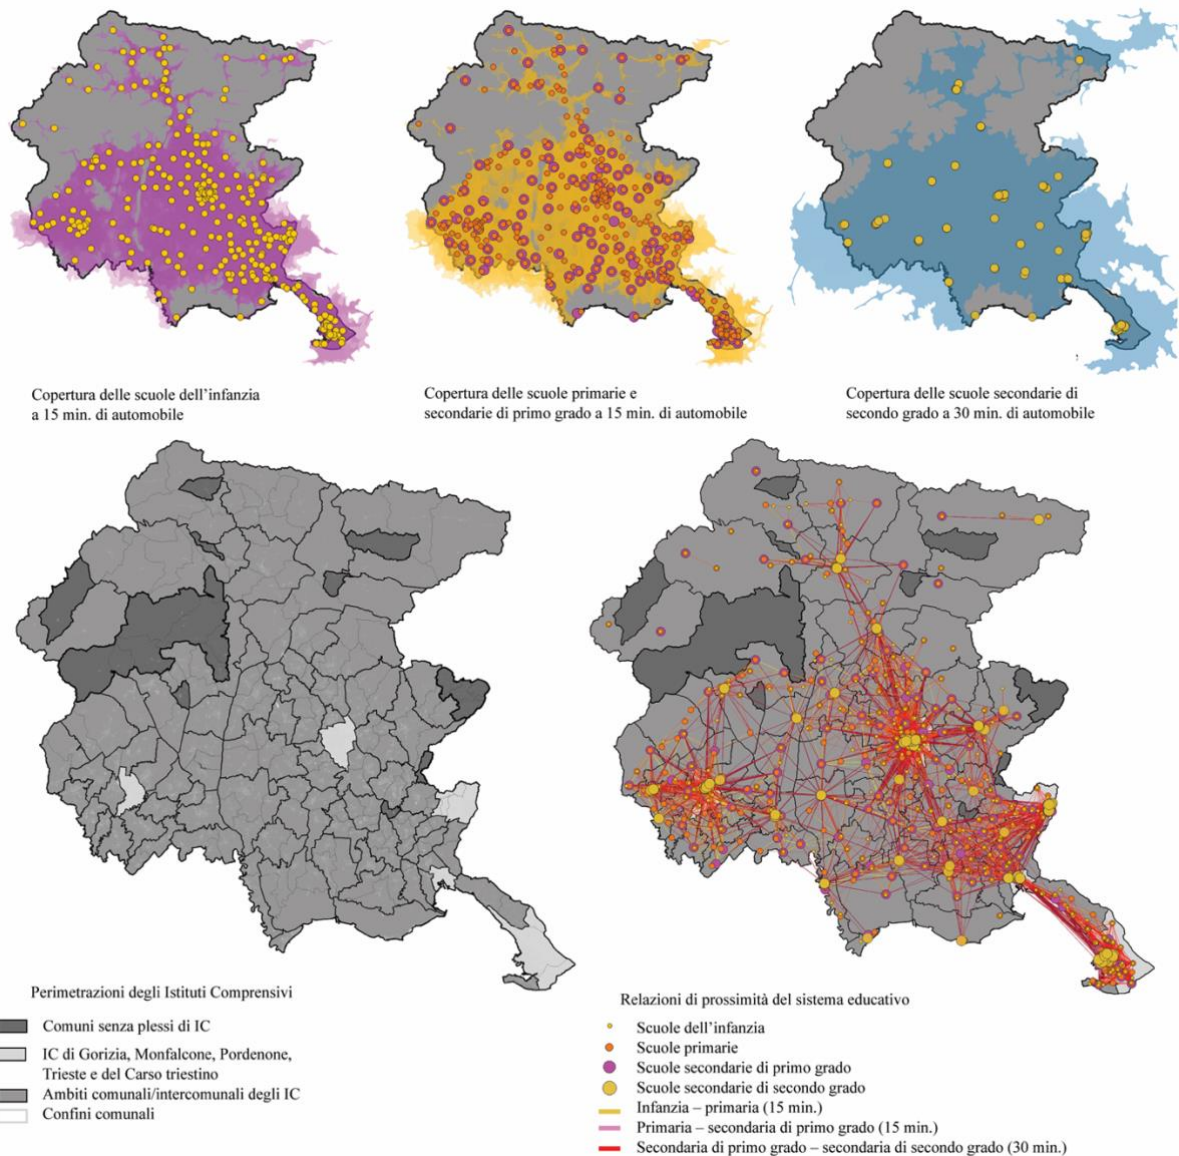 Copertura delle scuole dell’infanzia
a 15 min. di automobile
Copertura delle scuole primarie e
secondarie di primo grado a 15 min. di automobile
Copertura delle scuole secondarie di
secondo grado a 30 min. di automobile
Perimetrazioni degli Istituti Comprensivi
Comuni senza plessi di IC
IC di Gorizia, Monfalcone, Pordenone,
Trieste e del Carso triestino
Ambiti comunali/intercomunali degli IC
Confini comunali
Relazioni di prossimità del sistema educativo
Scuole dell’infanzia
Scuole primarie
Scuole secondarie di primo grado
Scuole secondarie di secondo grado
Infanzia – primaria (15 min.)
Primaria – secondaria di primo grado (15 min.)
Secondaria di primo grado – secondaria di secondo grado (30 min.)